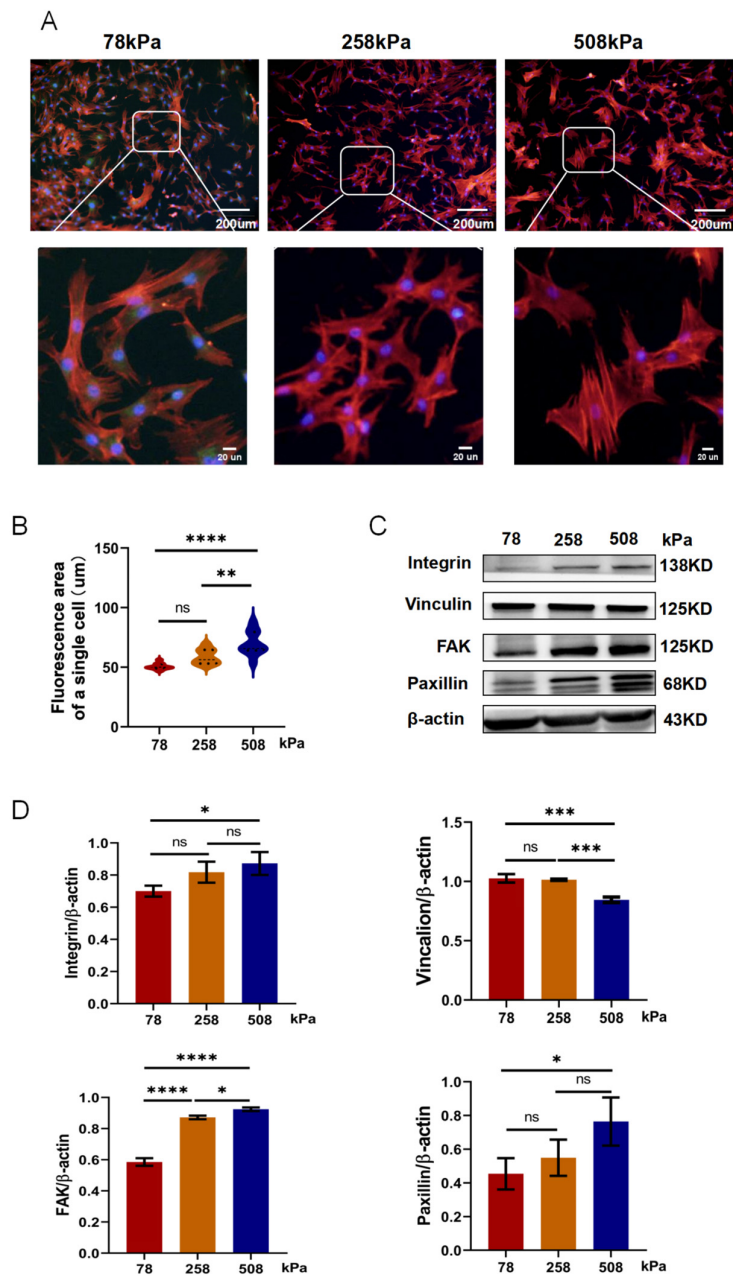 A
78kPa 258kPa 508kPa
200um 200um 200um
20 un 20 un 20 un
B
Fluorescence area
of a single cell (um)
150
100
50
0
****
**
ns
78 258 508 kPa
C
78 258 508 kPa
Integrin 138KD
Vinculin 125KD
FAK 125KD
Paxillin 68KD
β-actin 43KD
D
Integrin/β-actin
1.0
0.8
0.6
0.4
0.2
0.0
*
ns ns
78 258 508 kPa
Vincalion/β-actin
1.5
1.0
0.5
0.0
***
ns ***
78 258 508 kPa
FAK/β-actin
1.0
0.8
0.6
0.4
0.2
0.0
****
**** *
78 258 508 kPa
Paxillin/β-actin
1.0
0.8
0.6
0.4
0.2
0.0
*
ns
ns
78 258 508 kPa